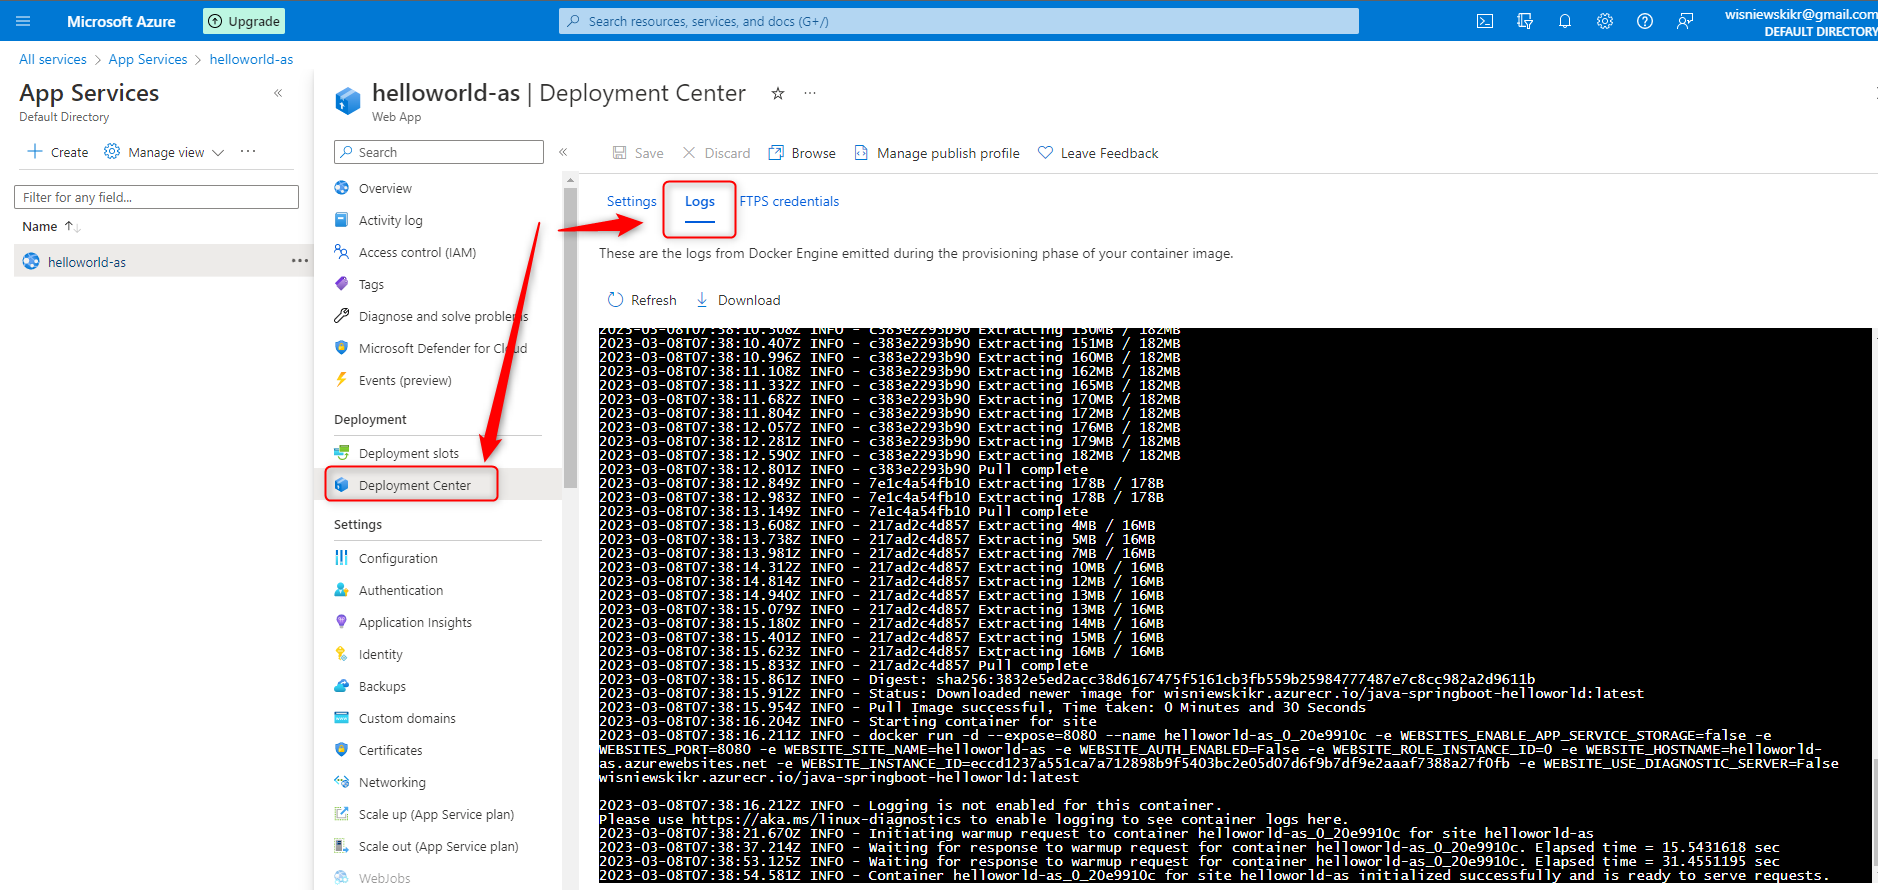 Microsoft Azure
Upgrade
Search resources, services, and docs (G+/)
wisniewskikr@gmail.com
DEFAULT DIRECTORY
All services > App Services > helloworld-as
App Services
Default Directory
Create
Manage view
Filter for any field...
Name
helloworld-as
helloworld-as | Deployment Center
Web App
Search
Overview
Activity log
Access control (IAM)
Tags
Diagnose and solve problems
Microsoft Defender for Cloud
Events (preview)
Deployment
Deployment slots
Deployment Center
Settings
Configuration
Authentication
Application Insights
Identity
Backups
Custom domains
Certificates
Networking
Scale up (App Service plan)
Scale out (App Service plan)
WebJobs
Save
Discard
Browse
Manage publish profile
Leave Feedback
Settings
Logs
FTPS credentials
These are the logs from Docker Engine emitted during the provisioning phase of your container image.
Refresh
Download
2023-03-08T07:38:10.308Z INFO - c383e2293b90 Extracting 150MB / 182MB
2023-03-08T07:38:10.407Z INFO - c383e2293b90 Extracting 151MB / 182MB
2023-03-08T07:38:10.996Z INFO - c383e2293b90 Extracting 160MB / 182MB
2023-03-08T07:38:11.108Z INFO - c383e2293b90 Extracting 162MB / 182MB
2023-03-08T07:38:11.332Z INFO - c383e2293b90 Extracting 165MB / 182MB
2023-03-08T07:38:11.682Z INFO - c383e2293b90 Extracting 170MB / 182MB
2023-03-08T07:38:11.804Z INFO - c383e2293b90 Extracting 172MB / 182MB
2023-03-08T07:38:12.057Z INFO - c383e2293b90 Extracting 176MB / 182MB
2023-03-08T07:38:12.281Z INFO - c383e2293b90 Extracting 179MB / 182MB
2023-03-08T07:38:12.590Z INFO - c383e2293b90 Extracting 182MB / 182MB
2023-03-08T07:38:12.801Z INFO - c383e2293b90 Pull complete
2023-03-08T07:38:12.849Z INFO - 7e1c4a54fb10 Extracting 178B / 178B
2023-03-08T07:38:12.983Z INFO - 7e1c4a54fb10 Extracting 178B / 178B
2023-03-08T07:38:13.149Z INFO - 7e1c4a54fb10 Pull complete
2023-03-08T07:38:13.608Z INFO - 217ad2c4d857 Extracting 4MB / 16MB
2023-03-08T07:38:13.738Z INFO - 217ad2c4d857 Extracting 5MB / 16MB
2023-03-08T07:38:13.981Z INFO - 217ad2c4d857 Extracting 7MB / 16MB
2023-03-08T07:38:14.312Z INFO - 217ad2c4d857 Extracting 10MB / 16MB
2023-03-08T07:38:14.814Z INFO - 217ad2c4d857 Extracting 12MB / 16MB
2023-03-08T07:38:14.940Z INFO - 217ad2c4d857 Extracting 13MB / 16MB
2023-03-08T07:38:15.079Z INFO - 217ad2c4d857 Extracting 13MB / 16MB
2023-03-08T07:38:15.180Z INFO - 217ad2c4d857 Extracting 14MB / 16MB
2023-03-08T07:38:15.401Z INFO - 217ad2c4d857 Extracting 15MB / 16MB
2023-03-08T07:38:15.623Z INFO - 217ad2c4d857 Extracting 16MB / 16MB
2023-03-08T07:38:15.833Z INFO - 217ad2c4d857 Pull complete
2023-03-08T07:38:15.861Z INFO - Digest: sha256:3832e5ed2acc38d6167475f5161cb3fb559b25984777487e7c8cc982a2d9611b
2023-03-08T07:38:15.912Z INFO - Status: Downloaded newer image for wisniewskikr.azurecr.io/java-springboot-helloworld:latest
2023-03-08T07:38:15.954Z INFO - Pull Image successful, Time taken: 0 Minutes and 30 Seconds
2023-03-08T07:38:16.204Z INFO - Starting container for site
2023-03-08T07:38:16.211Z INFO - docker run -d --expose=8080 --name helloworld-as_0_20e9910c -e WEBSITES_ENABLE_APP_SERVICE_STORAGE=false -e
WEBSITES_PORT=8080 -e WEBSITE_SITE_NAME=helloworld-as -e WEBSITE_AUTH_ENABLED=False -e WEBSITE_ROLE_INSTANCE_ID=0 -e WEBSITE_HOSTNAME=helloworld-
as.azurewebsites.net -e WEBSITE_INSTANCE_ID=eccd1237a551ca7a712898b9f5403bc2e05d07d6f9b7df9e2aaaf7388a27f0fb -e WEBSITE_USE_DIAGNOSTIC_SERVER=False
wisniewskikr.azurecr.io/java-springboot-helloworld:latest
2023-03-08T07:38:16.212Z INFO - Logging is not enabled for this container.
Please use https://aka.ms/linux-diagnostics to enable logging to see container logs here.
2023-03-08T07:38:21.670Z INFO - Initiating warmup request to container helloworld-as_0_20e9910c for site helloworld-as
2023-03-08T07:38:37.214Z INFO - Waiting for response to warmup request for container helloworld-as_0_20e9910c. Elapsed time = 15.5431618 sec
2023-03-08T07:38:53.125Z INFO - Waiting for response to warmup request for container helloworld-as_0_20e9910c. Elapsed time = 31.4551195 sec
2023-03-08T07:38:54.581Z INFO - Container helloworld-as_0_20e9910c for site helloworld-as initialized successfully and is ready to serve requests.